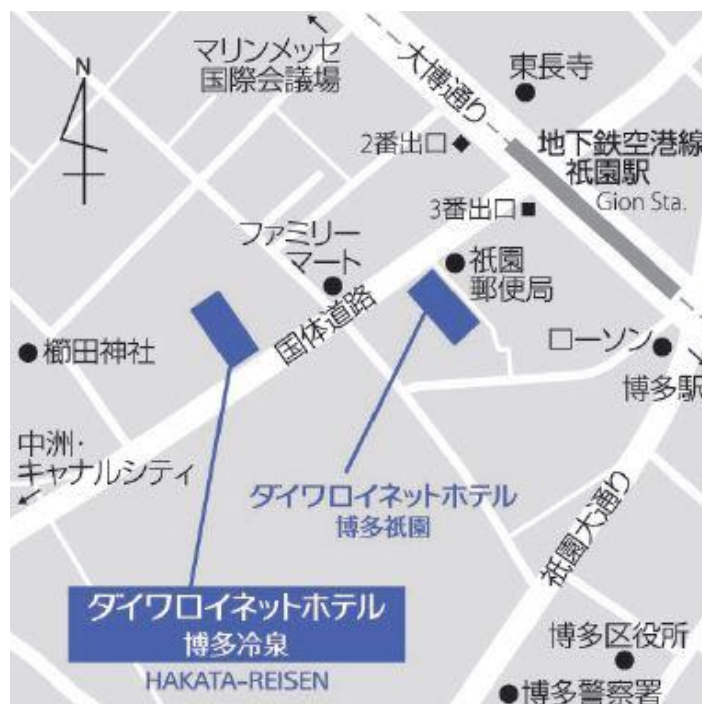 マリンメッセ
国際会議場
N
大博通り
東長寺
2番出口
地下鉄空港線
祇園駅
Gion Sta.
3番出口
ファミリー
マート
祇園
郵便局
国体道路
櫛田神社
ローソン
博多駅
中洲・
キャナルシティ
ダイワロイネットホテル
博多祇園
祇園大通り
ダイワロイネットホテル
博多冷泉
HAKATA-REISEN
博多区役所
博多警察署